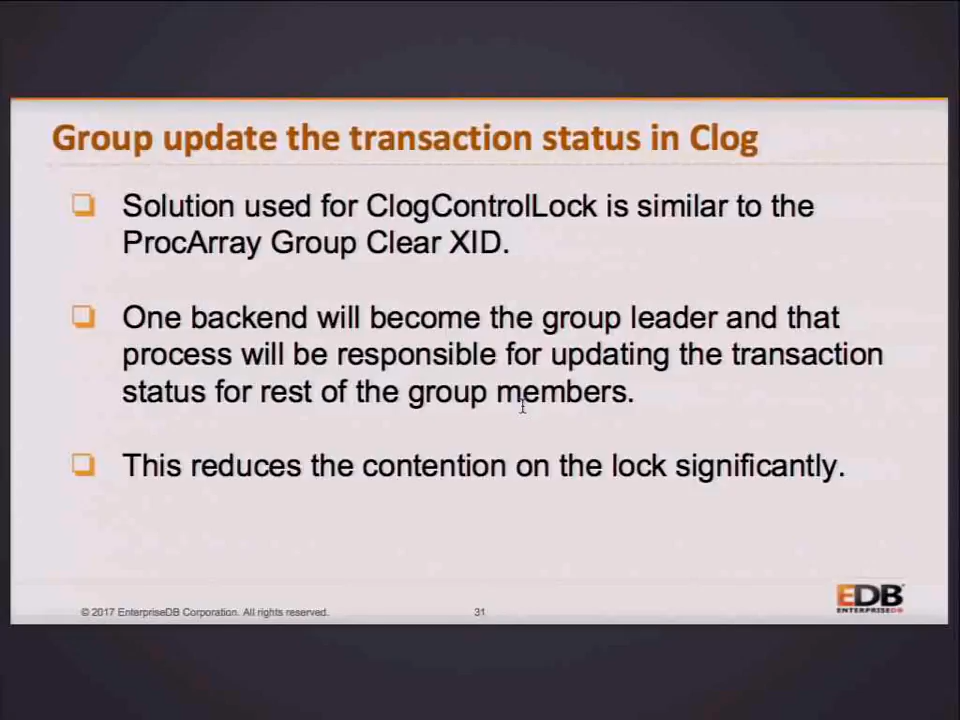 Group update the transaction status in Clog
Solution used for ClogControlLock is similar to the
ProcArray Group Clear XID.
One backend will become the group leader and that
process will be responsible for updating the transaction
status for rest of the group members.
This reduces the contention on the lock significantly.
© 2017 EnterpriseDB Corporation. All rights reserved.
31
EDB
ENTERPRISEDB